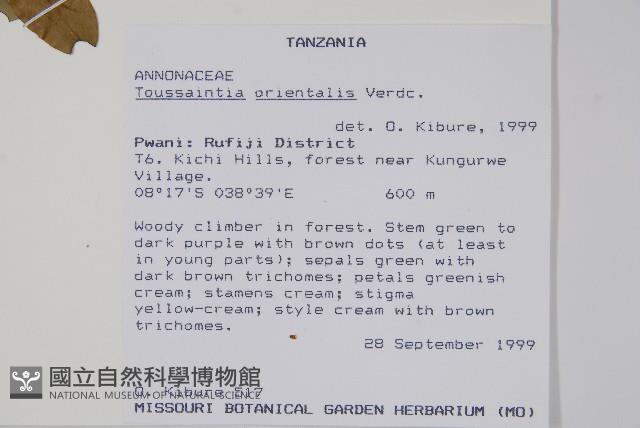 TANZANIA
ANNONACEAE
Toussaintia orientalis Verdc.
det. O. Kibure, 1999
Pwani: Rufiji District
T6. Kichi Hills, forest near Kungurwe
Village.
08°17'S 038°39'E 600 m
Woody climber in forest. Stem green to
dark purple with brown dots (at least
in young parts); sepals green with
dark brown trichomes; petals greenish
cream; stamens cream; stigma
yellow-cream; style cream with brown
trichomes.
28 September 1999
國立自然科學博物館
NATIONAL MUSEUM OF NATURAL SCIENCE
O. Kibure 517
MISSOURI BOTANICAL GARDEN HERBARIUM (MO)